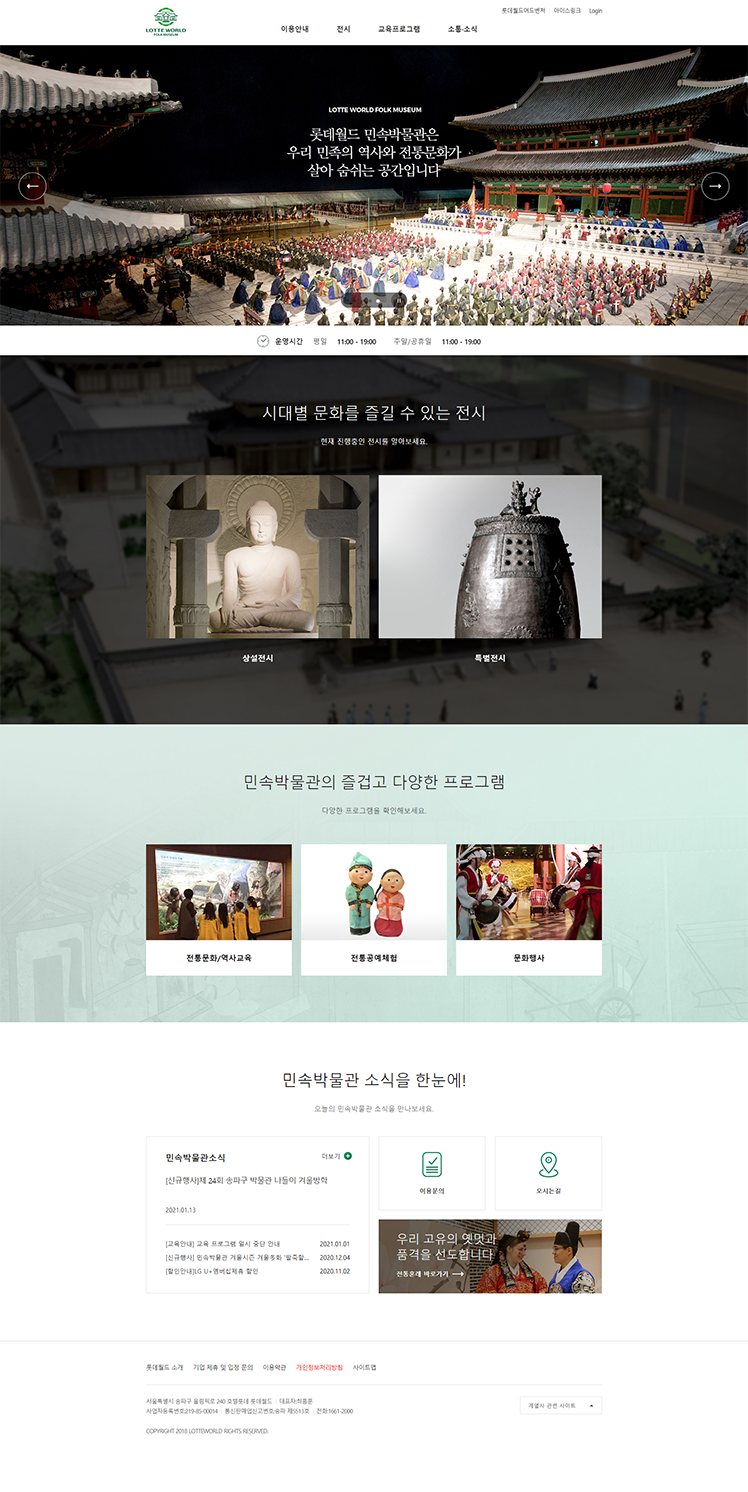 롯데월드어드벤처 아이스링크 Login
LOTTE WORLD
FOLK MUSEUM
이용안내 전시 교육프로그램 소통·소식
LOTTE WORLD FOLK MUSEUM
롯데월드 민속박물관은
우리 민족의 역사와 전통문화가
살아 숨쉬는 공간입니다
운영시간 평일 11:00 - 19:00 주말/공휴일 11:00 - 19:00
시대별 문화를 즐길 수 있는 전시
현재 진행중인 전시를 알아보세요.
상설전시 특별전시
민속박물관의 즐겁고 다양한 프로그램
다양한 프로그램을 확인해보세요.
전통문화/역사교육 전통공예체험 문화행사
민속박물관 소식을 한눈에!
오늘의 민속박물관 소식을 만나보세요.
민속박물관소식 더보기
[신규행사]제 24회 송파구 박물관 나들이 겨울방학
2021.01.13
[교육안내] 교육 프로그램 일시 중단 안내 2021.01.01
[신규행사] 민속박물관 겨울시즌 겨울동화 '팥죽할... 2020.12.04
[할인안내]LG U+멤버십제휴 할인 2020.11.02
이용문의 오시는길
우리 고유의 옛멋과
품격을 선도합니다
전통혼례 바로가기
롯데월드 소개 기업 제휴 및 입점 문의 이용약관 개인정보처리방침 사이트맵
서울특별시 송파구 올림픽로 240 호텔롯데 롯데월드 | 대표자:최홍훈
사업자등록번호:219-85-00014 | 통신판매업신고번호:송파 제5513호 | 전화:1661-2000
계열사 관련 사이트
COPYRIGHT 2018 LOTTEWORLD RIGHTS RESERVED.